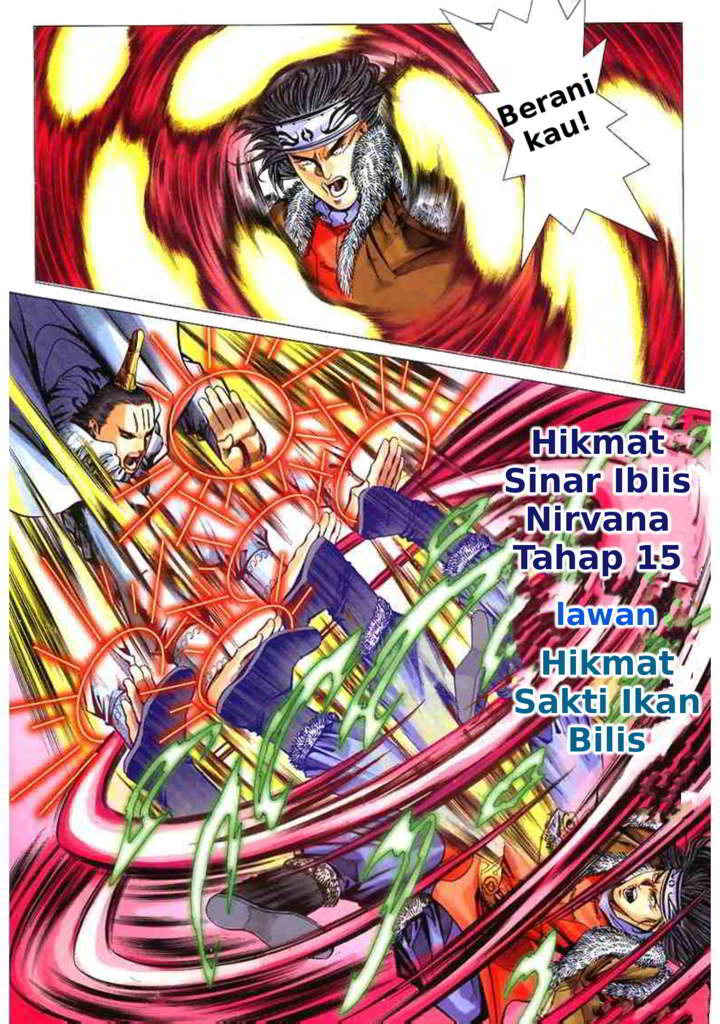 Berani
kau!
Hikmat
Sinar Iblis
Nirvana
Tahap 15
lawan
Hikmat
Sakti Ikan
Bilis